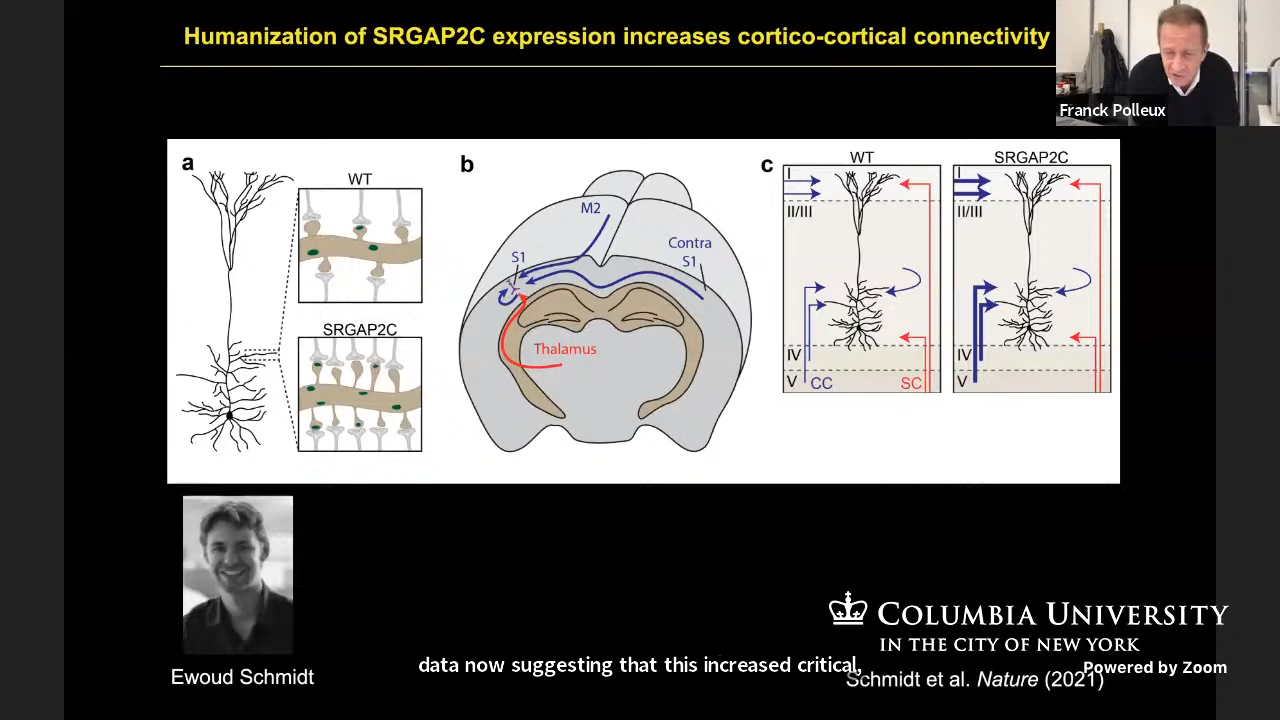 Humanization of SRGAP2C expression increases cortico-cortical connectivity
Franck Polleux
a
WT
SRGAP2C
b
M2
S1
Contra
S1
Thalamus
c
WT
I
II/III
IV
V
CC
SC
SRGAP2C
I
II/III
IV
V
Ewoud Schmidt
COLUMBIA UNIVERSITY
IN THE CITY OF NEW YORK
data now suggesting that this increased critical,
Powered by Zoom
Schmidt et al. Nature (2021)